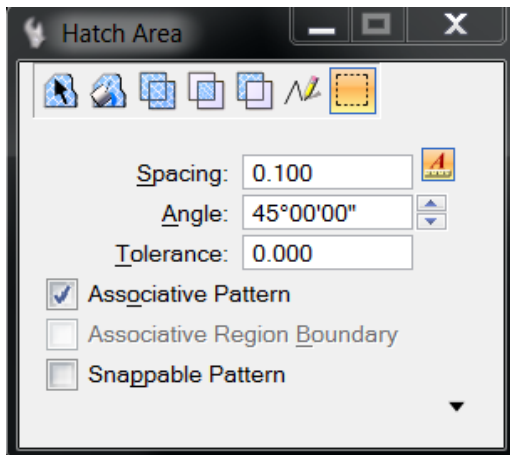 Hatch Area
Spacing: 0.100
Angle: 45°00'00"
Tolerance: 0.000
Associative Pattern
Associative Region Boundary
Snappable Pattern